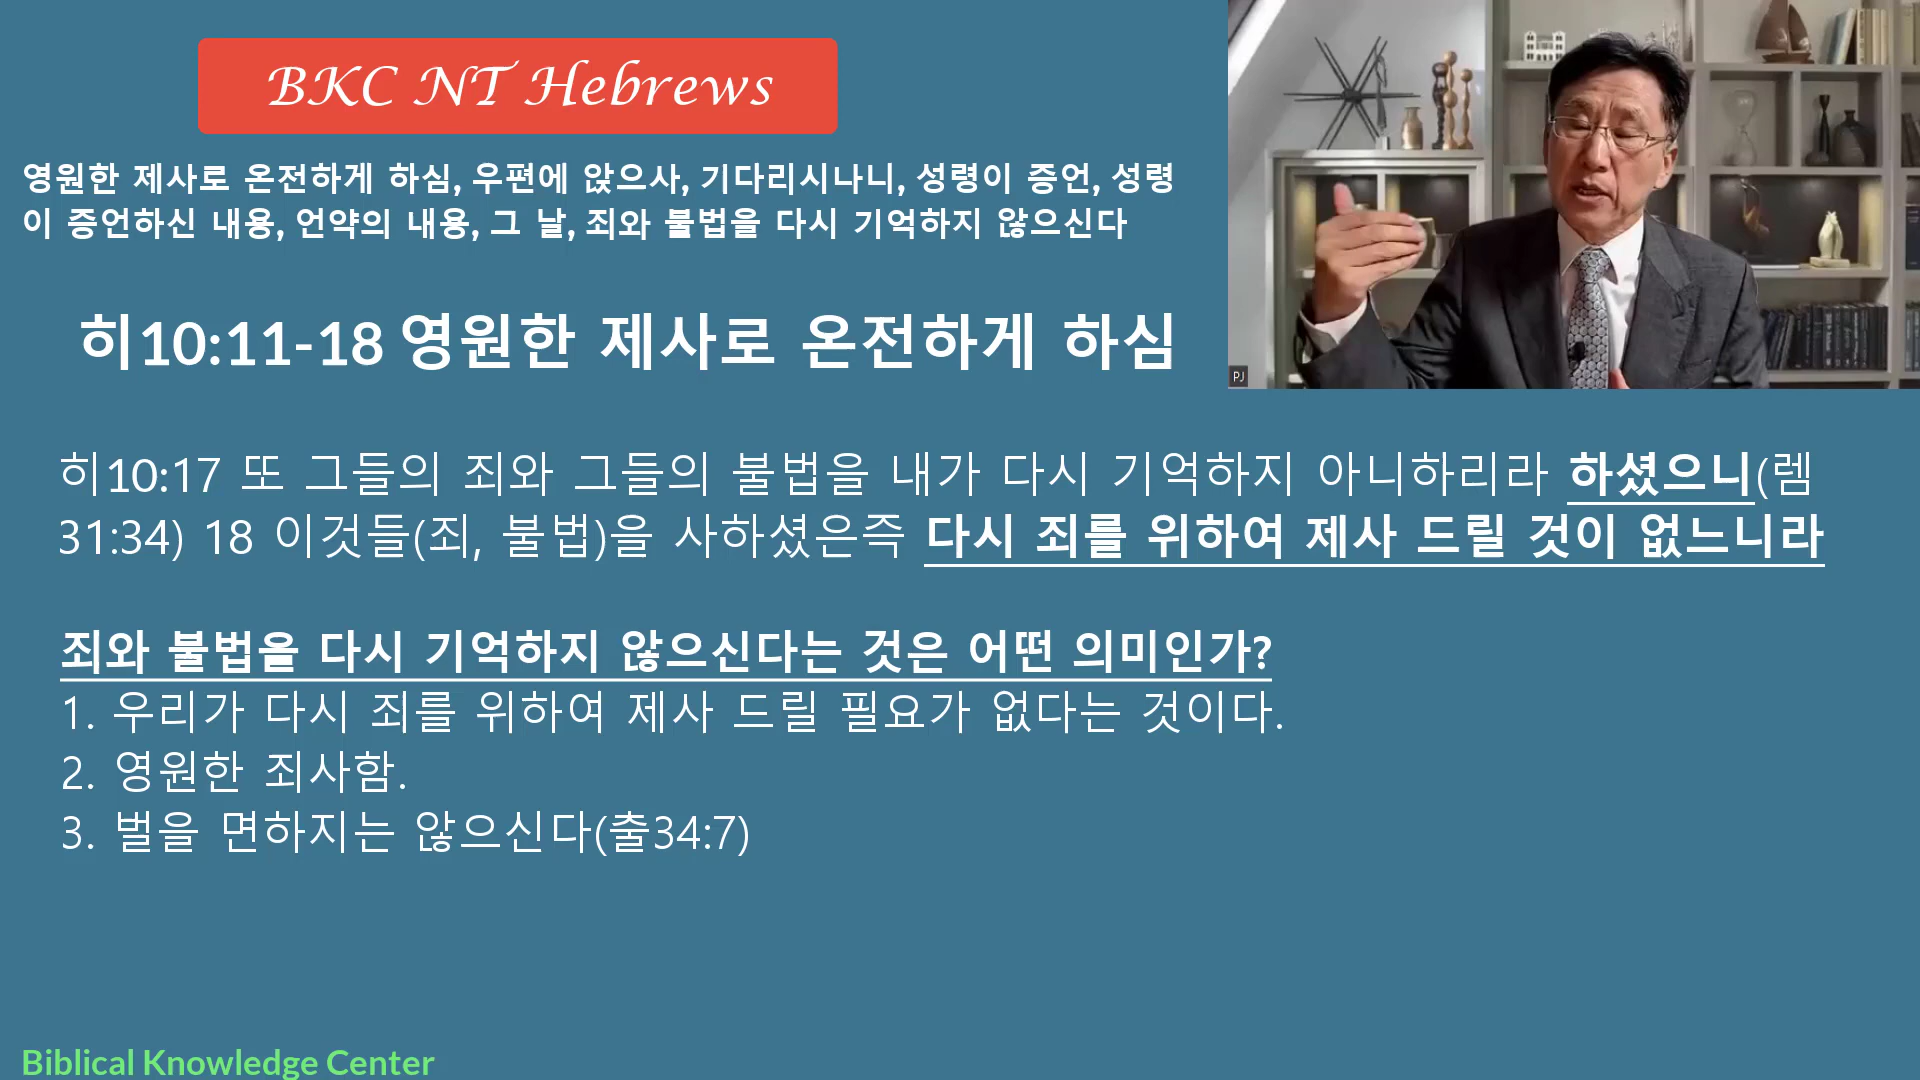 BKC NT Hebrews
영원한 제사로 온전하게 하심, 우편에 앉으사, 기다리시나니, 성령이 증언, 성령
이 증언하신 내용, 언약의 내용, 그 날, 죄와 불법을 다시 기억하지 않으신다
히10:11-18 영원한 제사로 온전하게 하심
히10:17 또 그들의 죄와 그들의 불법을 내가 다시 기억하지 아니하리라 하셨으니(렘
31:34) 18 이것들(죄, 불법)을 사하셨은즉 다시 죄를 위하여 제사 드릴 것이 없느니라
죄와 불법을 다시 기억하지 않으신다는 것은 어떤 의미인가?
1. 우리가 다시 죄를 위하여 제사 드릴 필요가 없다는 것이다.
2. 영원한 죄사함.
3. 벌을 면하지는 않으신다(출34:7)
PJ
Biblical Knowledge Center